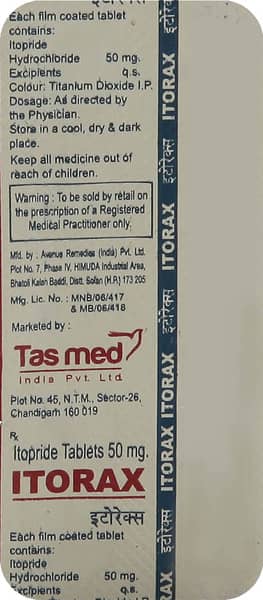 इटोरेक्स
Each film coated tablet
contains:
Itopride
Hydrochloride 50 mg.
Excipients q.s.
Colour: Titanium Dioxide I.P.
Dosage: As directed by
the Physician.
Store in a cool, dry & dark
place.
Keep all medicine out of
reach of children.
Warning : To be sold by retail on
the prescription of a Registered
Medical Practitioner only.
Mfd. by : Avenue Remedies (India) Pvt. Ltd.
Plot No. 7, Phase IV, HIMUDA Industrial Area,
Bhatoli Kalan Baddi, Distt. Solan (H.P.) 173 205
Mfg. Lic. No. : MNB/06/417
& MB/06/418
Marketed by :
Tas med
India Pvt. Ltd
Plot No. 45, N.T.M., Sector-26,
Chandigarh 160 019
Rx
Itopride Tablets 50 mg.
ITORAX
इटोरेक्स
Each film coated tablet
contains:
Itopride
Hydrochloride 50 mg.
Excipients q.s.
इटोरेक्स ITORAX ITORAX इटोरेक्स ITORAX इटोरेक्स ITORAX